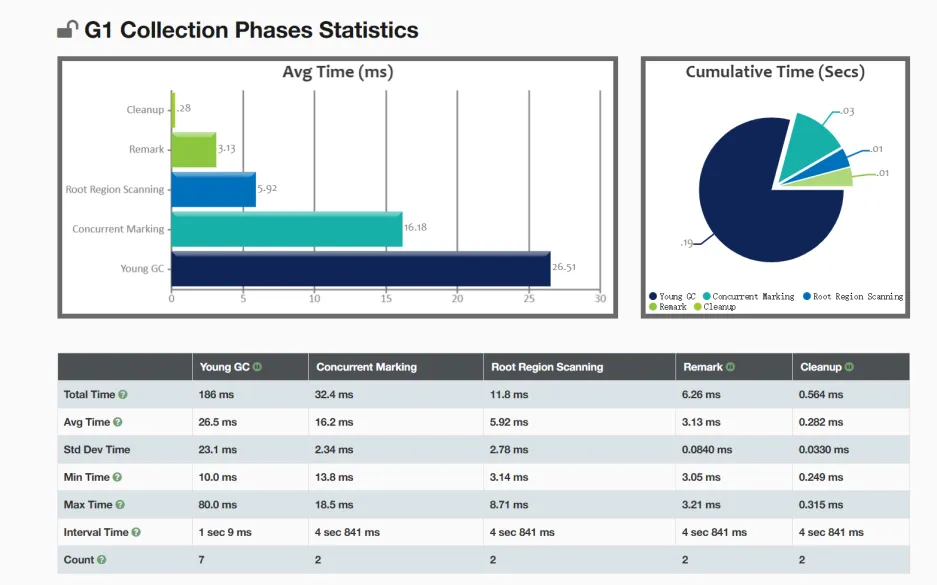 G1 Collection Phases Statistics
Avg Time (ms)
Cleanup .28
Remark 3.13
Root Region Scanning 5.92
Concurrent Marking 16.18
Young GC 26.51
0 5 10 15 20 25 30
Cumulative Time (Secs)
.03
.01
.01
.19
Young GC Concurrent Marking Root Region Scanning
Remark Cleanup
Young GC Concurrent Marking Root Region Scanning Remark Cleanup
Total Time 186 ms 32.4 ms 11.8 ms 6.26 ms 0.564 ms
Avg Time 26.5 ms 16.2 ms 5.92 ms 3.13 ms 0.282 ms
Std Dev Time 23.1 ms 2.34 ms 2.78 ms 0.0840 ms 0.0330 ms
Min Time 10.0 ms 13.8 ms 3.14 ms 3.05 ms 0.249 ms
Max Time 80.0 ms 18.5 ms 8.71 ms 3.21 ms 0.315 ms
Interval Time 1 sec 9 ms 4 sec 841 ms 4 sec 841 ms 4 sec 841 ms 4 sec 841 ms
Count 7 2 2 2 2